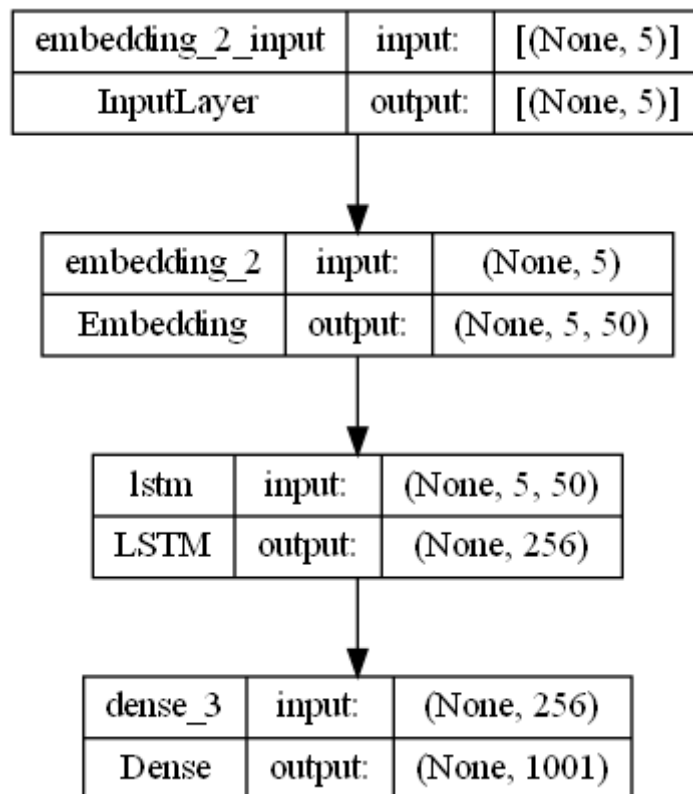 embedding_2_input input: [(None, 5)]
InputLayer output: [(None, 5)]
embedding_2 input: (None, 5)
Embedding output: (None, 5, 50)
lstm input: (None, 5, 50)
LSTM output: (None, 256)
dense_3 input: (None, 256)
Dense output: (None, 1001)